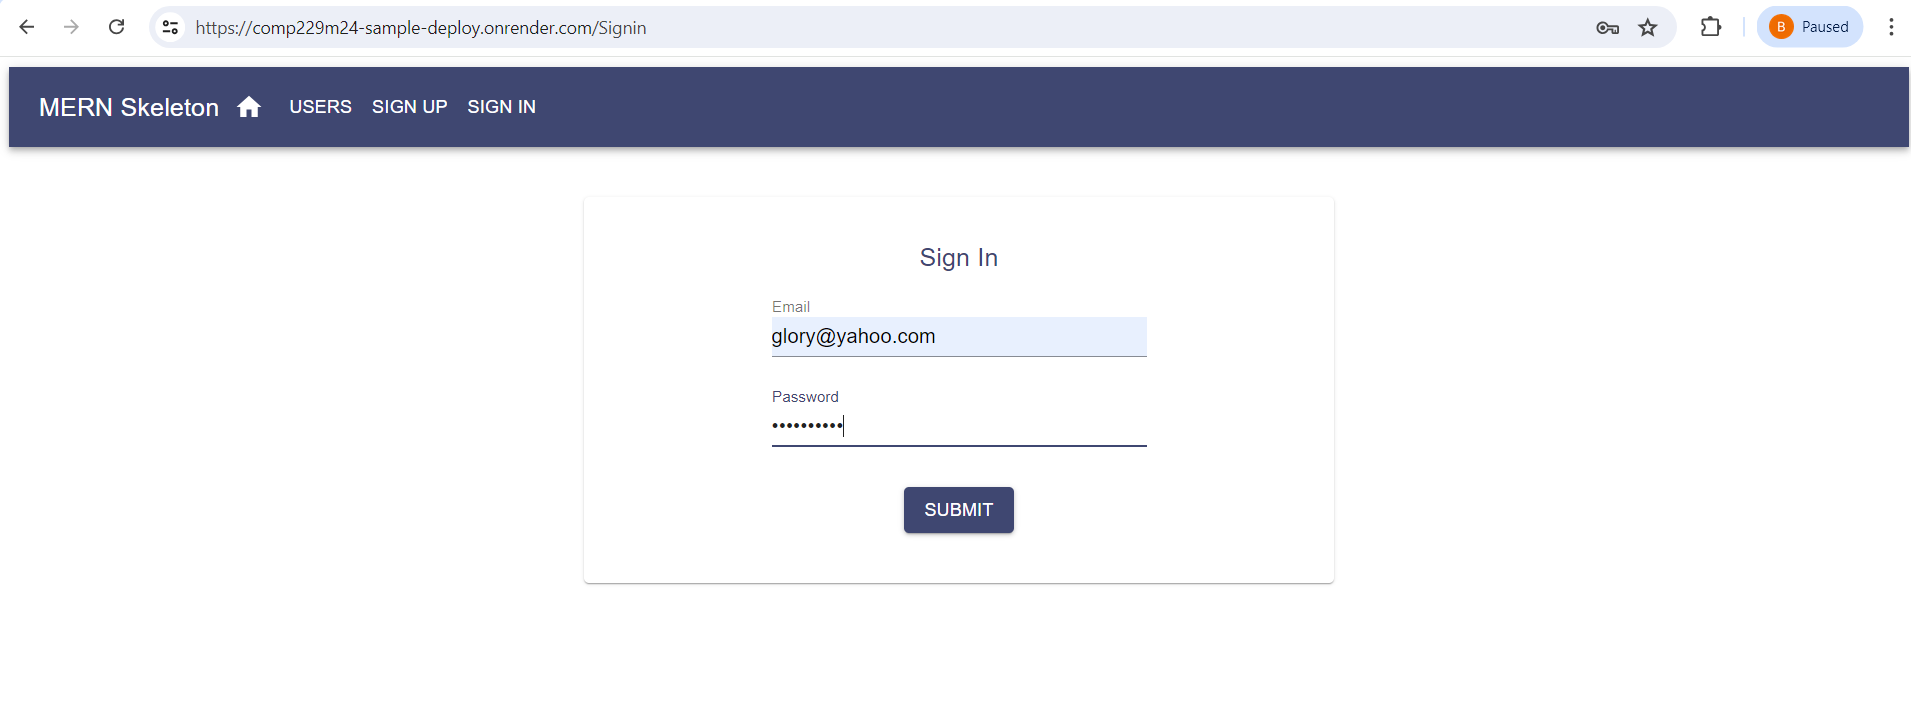 https://comp229m24-sample-deploy.onrender.com/Signin
B Paused
MERN Skeleton USERS SIGN UP SIGN IN
Sign In
Email
glory@yahoo.com
Password
••••••••••
SUBMIT